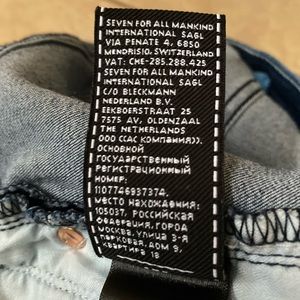 SEVEN FOR ALL MANKIND
INTERNATIONAL SAGL
VIA PENATE 4, 6850
MENDRISIO, SWITZERLAND
VAT: CHE-285.288.425
SEVEN FOR ALL MANKIND
INTERNATIONAL SAGL
C/O BLECKMANN
NEDERLAND B.V.
EEKBOERSTRAAT 25
7575 AV, OLDENZAAL
THE NETHERLANDS
ООО "САС КОМПАНИ".
ОСНОВНОЙ
ГОСУДАРСТВЕННЫЙ
РЕГИСТРАЦИОННЫЙ
НОМЕР:
1107746937374.
МЕСТО НАХОЖДЕНИЯ:
105037, РОССИЙСКАЯ
ФЕДЕРАЦИЯ, ГОРОД
МОСКВА, УЛИЦА 3-Я
ПАРКОВАЯ, ДОМ 9,
КВАРТИРА 18